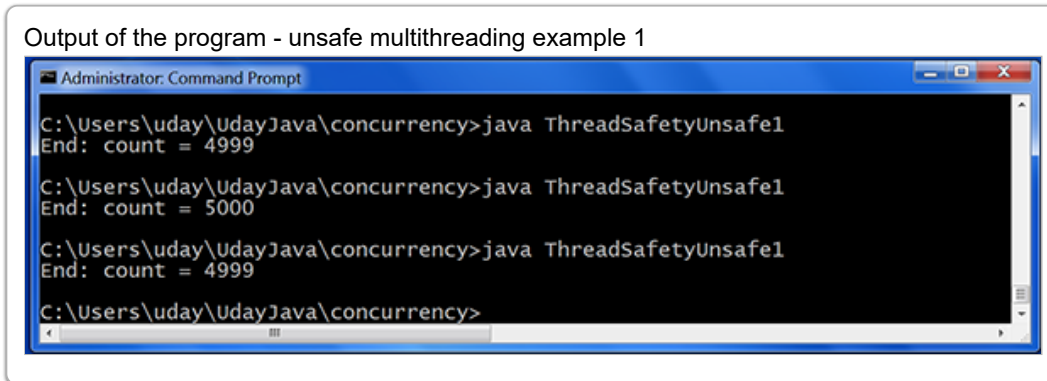 Output of the program - unsafe multithreading example 1
Administrator: Command Prompt
C:\Users\uday\UdayJava\concurrency>java ThreadSafetyUnsafe1
End: count = 4999
C:\Users\uday\UdayJava\concurrency>java ThreadSafetyUnsafe1
End: count = 5000
C:\Users\uday\UdayJava\concurrency>java ThreadSafetyUnsafe1
End: count = 4999
C:\Users\uday\UdayJava\concurrency>